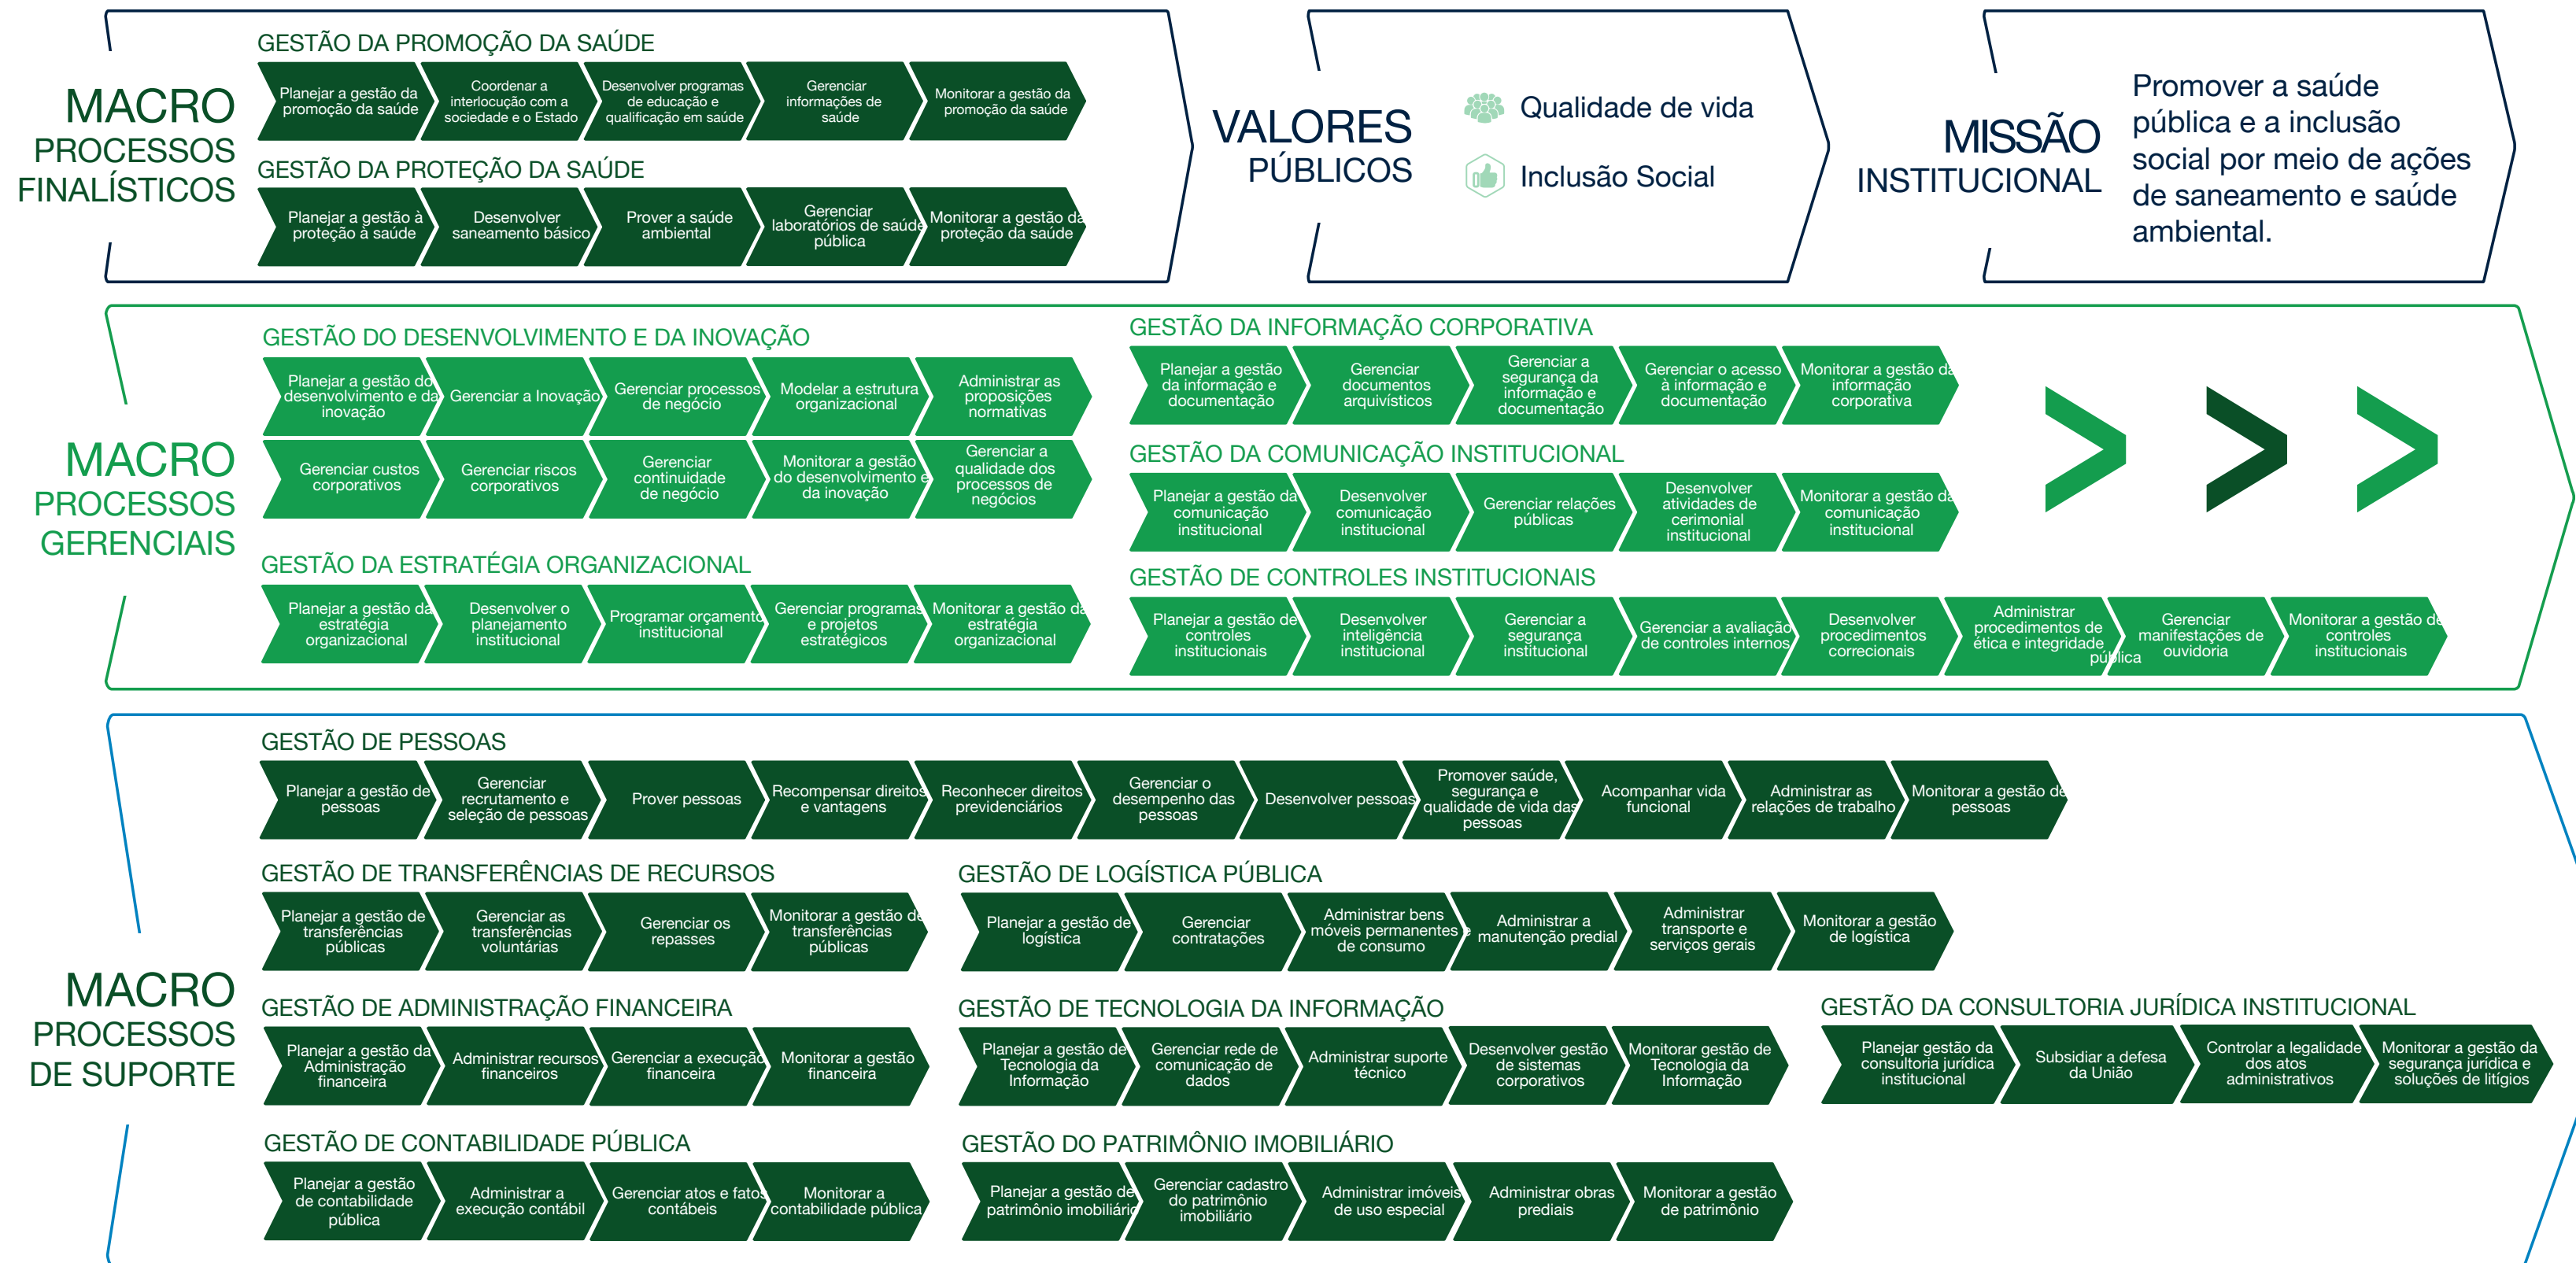 MACRO
PROCESSOS
FINALÍSTICOS
GESTÃO DA PROMOÇÃO DA SAÚDE
Planejar a gestão da
promoção da saúde
Coordenar a
interlocução com a
sociedade e o Estado
Desenvolver programas
de educação e
qualificação em saúde
Gerenciar
informações de
saúde
Monitorar a gestão da
promoção da saúde
GESTÃO DA PROTEÇÃO DA SAÚDE
Planejar a gestão à
proteção à saúde
Desenvolver
saneamento básico
Prover a saúde
ambiental
Gerenciar
laboratórios de saúde
pública
Monitorar a gestão da
proteção da saúde
VALORES
PÚBLICOS
Qualidade de vida
Inclusão Social
MISSÃO
INSTITUCIONAL
Promover a saúde
pública e a inclusão
social por meio de ações
de saneamento e saúde
ambiental.
MACRO
PROCESSOS
GERENCIAIS
GESTÃO DO DESENVOLVIMENTO E DA INOVAÇÃO
Planejar a gestão do
desenvolvimento e da
inovação
Gerenciar a Inovação
Gerenciar processos
de negócio
Modelar a estrutura
organizacional
Administrar as
proposições
normativas
Gerenciar custos
corporativos
Gerenciar riscos
corporativos
Gerenciar
continuidade
de negócio
Monitorar a gestão
do desenvolvimento e
da inovação
Gerenciar a
qualidade dos
processos de
negócios
GESTÃO DA ESTRATÉGIA ORGANIZACIONAL
Planejar a gestão da
estratégia
organizacional
Desenvolver o
planejamento
institucional
Programar orçamento
institucional
Gerenciar programas
e projetos
estratégicos
Monitorar a gestão da
estratégia
organizacional
GESTÃO DA INFORMAÇÃO CORPORATIVA
Planejar a gestão
da informação e
documentação
Gerenciar
documentos
arquivísticos
Gerenciar a
segurança da
informação e
documentação
Gerenciar o acesso
à informação e
documentação
Monitorar a gestão da
informação
corporativa
GESTÃO DA COMUNICAÇÃO INSTITUCIONAL
Planejar a gestão da
comunicação
institucional
Desenvolver
comunicação
institucional
Gerenciar relações
públicas
Desenvolver
atividades de
cerimonial
institucional
Monitorar a gestão da
comunicação
institucional
GESTÃO DE CONTROLES INSTITUCIONAIS
Planejar a gestão de
controles
institucionais
Desenvolver
inteligência
institucional
Gerenciar a
segurança
institucional
Gerenciar a avaliação
de controles internos
Desenvolver
procedimentos
correcionais
Administrar
procedimentos de
ética e integridade
pública
Gerenciar
manifestações de
ouvidoria
Monitorar a gestão de
controles
institucionais
MACRO
PROCESSOS
DE SUPORTE
GESTÃO DE PESSOAS
Planejar a gestão de
pessoas
Gerenciar
recrutamento e
seleção de pessoas
Prover pessoas
Recompensar direitos
e vantagens
Reconhecer direitos
previdenciários
Gerenciar o
desempenho das
pessoas
Desenvolver pessoas
Promover saúde,
segurança e
qualidade de vida das
pessoas
Acompanhar vida
funcional
Administrar as
relações de trabalho
Monitorar a gestão de
pessoas
GESTÃO DE TRANSFERÊNCIAS DE RECURSOS
Planejar a gestão de
transferências
públicas
Gerenciar as
transferências
voluntárias
Gerenciar os
repasses
Monitorar a gestão de
transferências
públicas
GESTÃO DE LOGÍSTICA PÚBLICA
Planejar a gestão de
logística
Gerenciar
contratações
Administrar bens
móveis permanentes e
de consumo
Administrar a
manutenção predial
Administrar
transporte e
serviços gerais
Monitorar a gestão
de logística
GESTÃO DE ADMINISTRAÇÃO FINANCEIRA
Planejar a gestão da
Administração
financeira
Administrar recursos
financeiros
Gerenciar a execução
financeira
Monitorar a gestão
financeira
GESTÃO DE TECNOLOGIA DA INFORMAÇÃO
Planejar a gestão de
Tecnologia da
Informação
Gerenciar rede de
comunicação de
dados
Administrar suporte
técnico
Desenvolver gestão
de sistemas
corporativos
Monitorar gestão de
Tecnologia da
Informação
GESTÃO DA CONSULTORIA JURÍDICA INSTITUCIONAL
Planejar gestão da
consultoria jurídica
institucional
Subsidiar a defesa
da União
Controlar a legalidade
dos atos
administrativos
Monitorar a gestão da
segurança jurídica e
soluções de litígios
GESTÃO DE CONTABILIDADE PÚBLICA
Planejar a gestão
de contabilidade
pública
Administrar a
execução contábil
Gerenciar atos e fatos
contábeis
Monitorar a
contabilidade pública
GESTÃO DO PATRIMÔNIO IMOBILIÁRIO
Planejar a gestão de
patrimônio imobiliário
Gerenciar cadastro
do patrimônio
imobiliário
Administrar imóveis
de uso especial
Administrar obras
prediais
Monitorar a gestão
de patrimônio